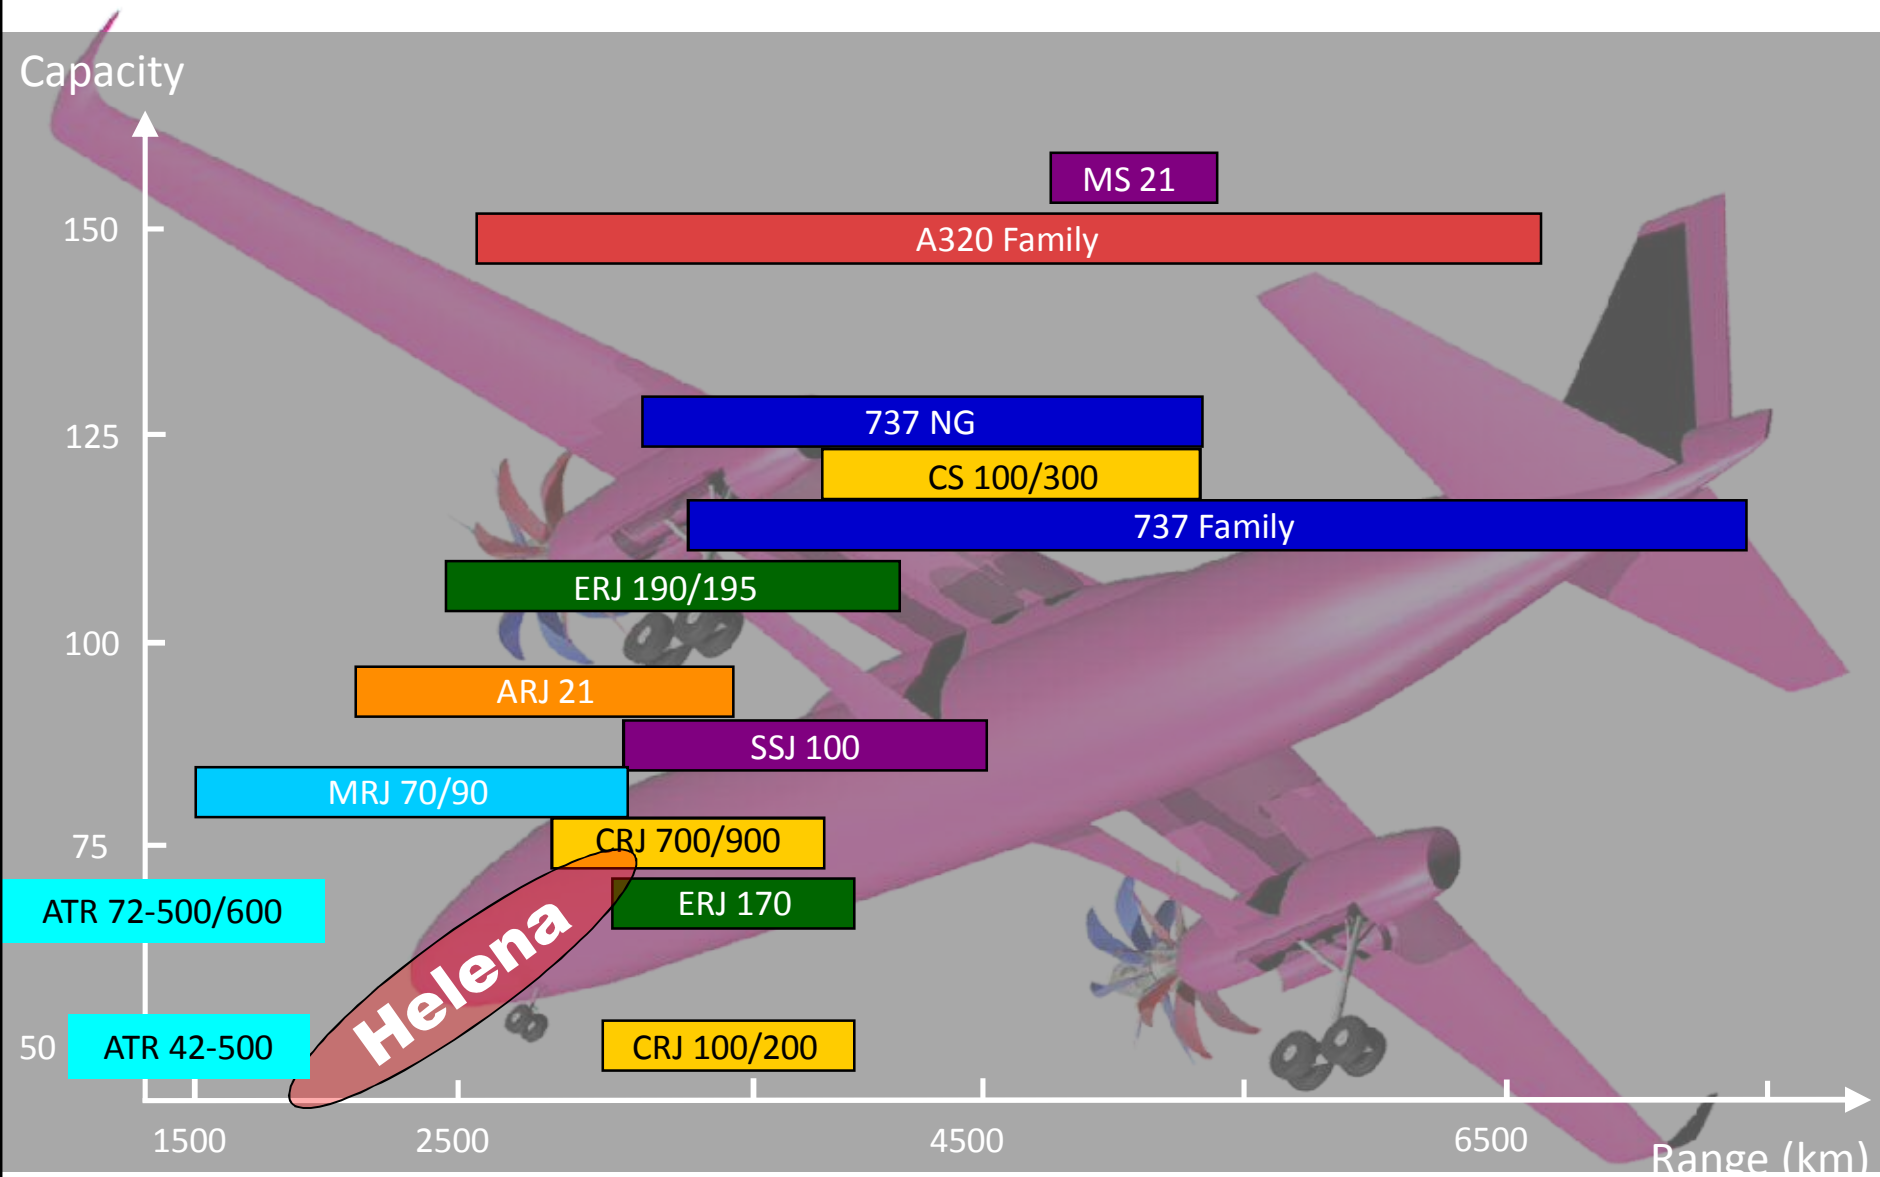 Capacity
MS 21
150
A320 Family
737 NG
125
CS 100/300
737 Family
ERJ 190/195
100
ARJ 21
SSJ 100
MRJ 70/90
75
CRJ 700/900
ATR 72-500/600
ERJ 170
Helena
50
ATR 42-500
CRJ 100/200
1500
2500
4500
6500
Range (km)